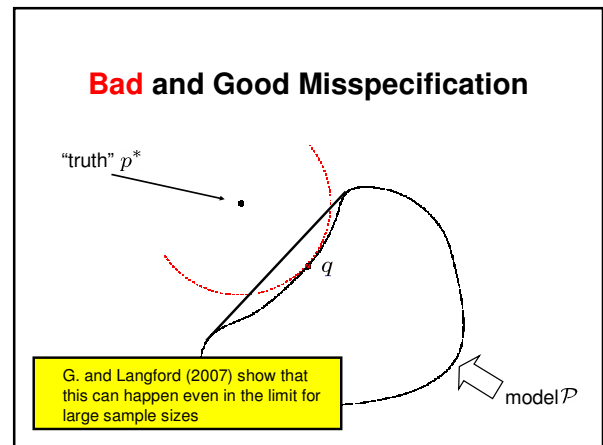 Bad and Good Misspecification
“truth” p*
q
G. and Langford (2007) show that
this can happen even in the limit for
large sample sizes
model P